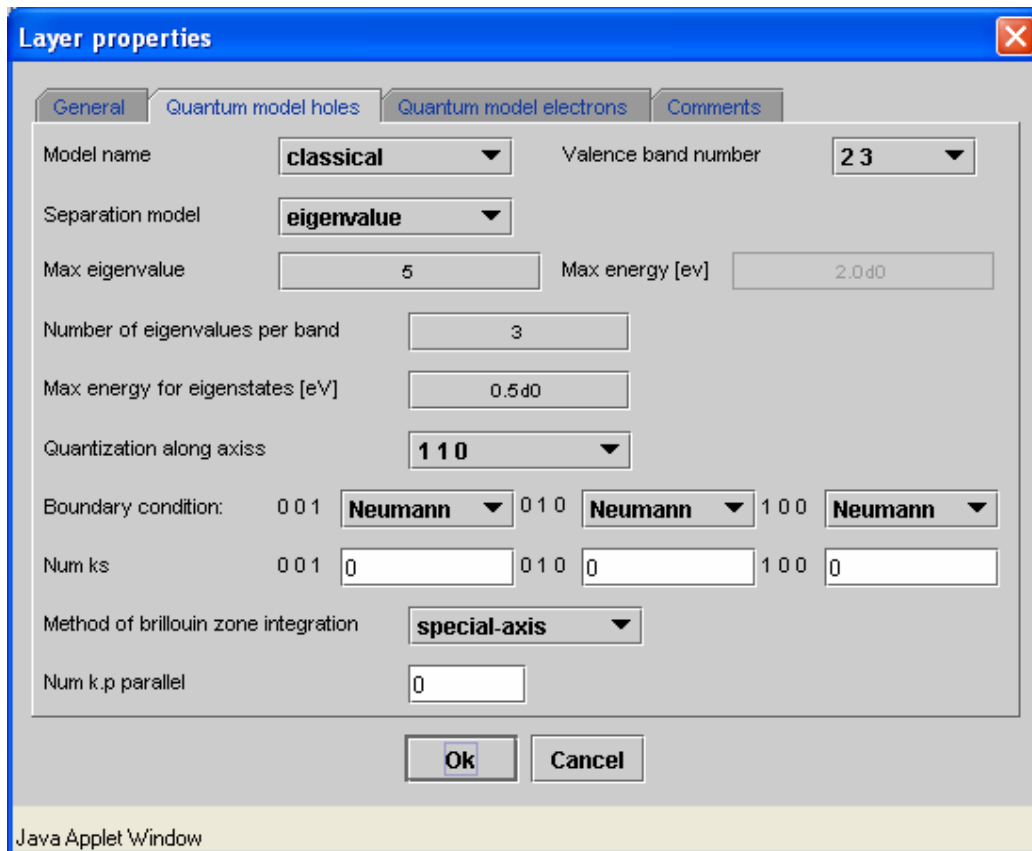 Layer properties
General Quantum model holes Quantum model electrons Comments
Model name classical Valence band number 2 3
Separation model eigenvalue
Max eigenvalue 5 Max energy [ev] 2.0d0
Number of eigenvalues per band 3
Max energy for eigenstates [eV] 0.5d0
Quantization along axiss 1 1 0
Boundary condition: 0 0 1 Neumann 0 1 0 Neumann 1 0 0 Neumann
Num ks 0 0 1 0 0 1 0 0 1 0 0 0
Method of brillouin zone integration special-axis
Num k.p parallel 0
Ok Cancel
Java Applet Window